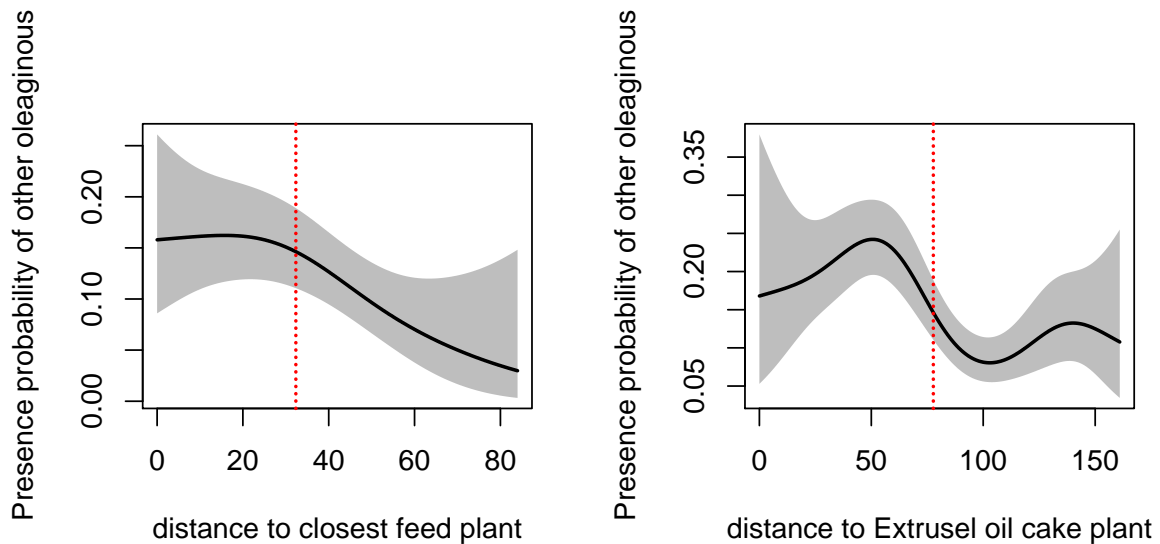 Presence probability of other oleaginous
0.20
0.10
0.00
0 20 40 60 80
distance to closest feed plant
Presence probability of other oleaginous
0.35
0.20
0.05
0 50 100 150
distance to Extrusel oil cake plant